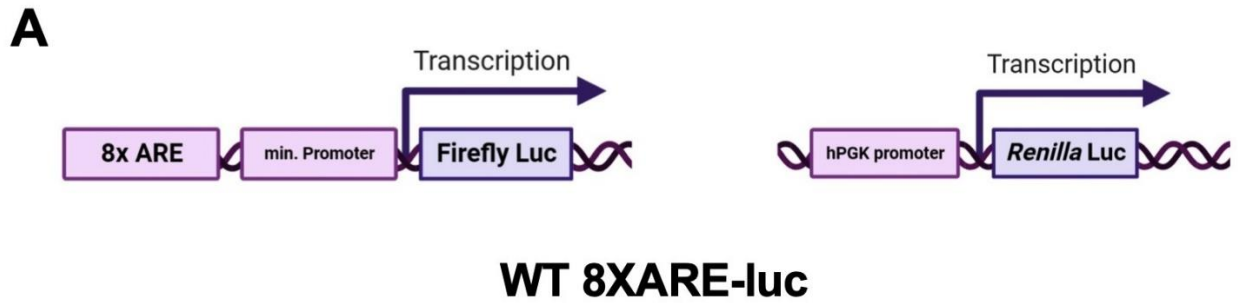 A
Transcription
Transcription
8x ARE
min. Promoter
Firefly Luc
hPGK promoter
Renilla Luc
WT 8XARE-luc